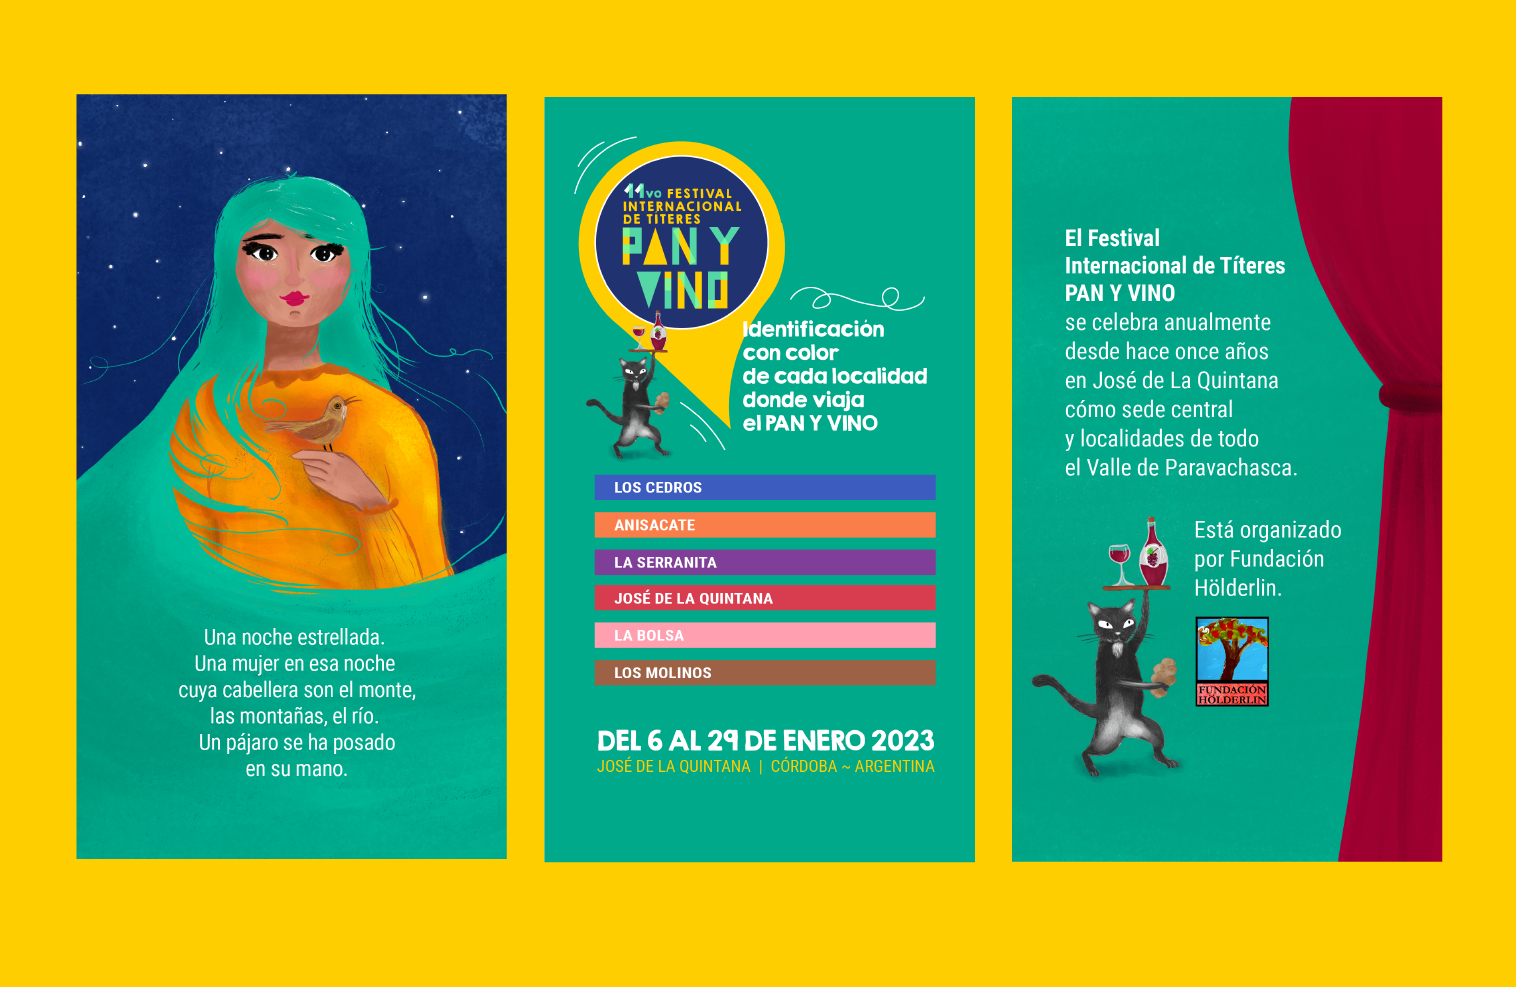 Una noche estrellada.
Una mujer en esa noche
cuya cabellera son el monte,
las montañas, el río.
Un pájaro se ha posado
en su mano.
11vo FESTIVAL
INTERNACIONAL
DE TÍTERES
PAN Y
VINO
Identificación
con color
de cada localidad
donde viaja
el PAN Y VINO
LOS CEDROS
ANISACATE
LA SERRANITA
JOSÉ DE LA QUINTANA
LA BOLSA
LOS MOLINOS
DEL 6 AL 29 DE ENERO 2023
JOSÉ DE LA QUINTANA | CÓRDOBA ~ ARGENTINA
El Festival
Internacional de Títeres
PAN Y VINO
se celebra anualmente
desde hace once años
en José de La Quintana
cómo sede central
y localidades de todo
el Valle de Paravachasca.
Está organizado
por Fundación
Hölderlin.
FUNDACIÓN
HÖLDERLIN